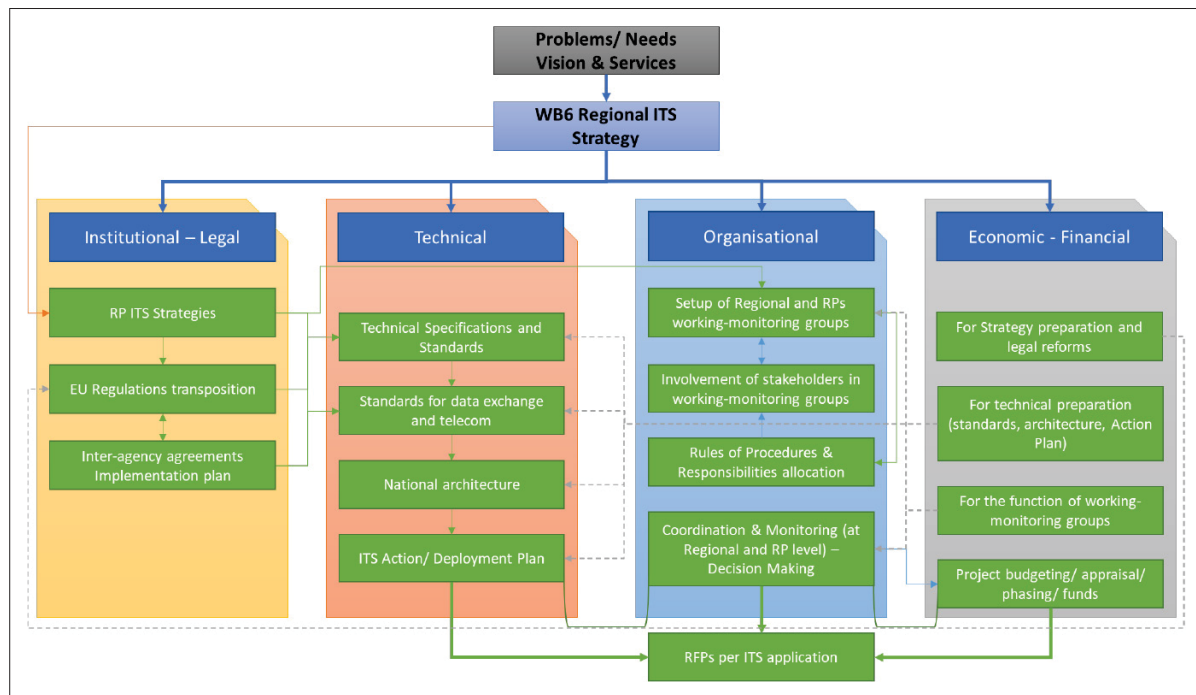 Problems/ Needs
Vision & Services
WB6 Regional ITS
Strategy
Institutional – Legal
RP ITS Strategies
EU Regulations transposition
Inter-agency agreements
Implementation plan
Technical
Technical Specifications and
Standards
Standards for data exchange
and telecom
National architecture
ITS Action/ Deployment Plan
Organisational
Setup of Regional and RPs
working-monitoring groups
Involvement of stakeholders in
working-monitoring groups
Rules of Procedures &
Responsibilities allocation
Coordination & Monitoring (at
Regional and RP level) –
Decision Making
Economic - Financial
For Strategy preparation and
legal reforms
For technical preparation
(standards, architecture, Action
Plan)
For the function of working-
monitoring groups
Project budgeting/ appraisal/
phasing/ funds
RFPs per ITS application